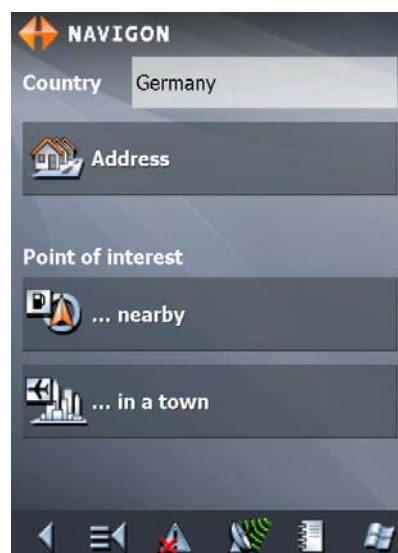 NAVIGON
Country Germany
Address
Point of interest
... nearby
... in a town